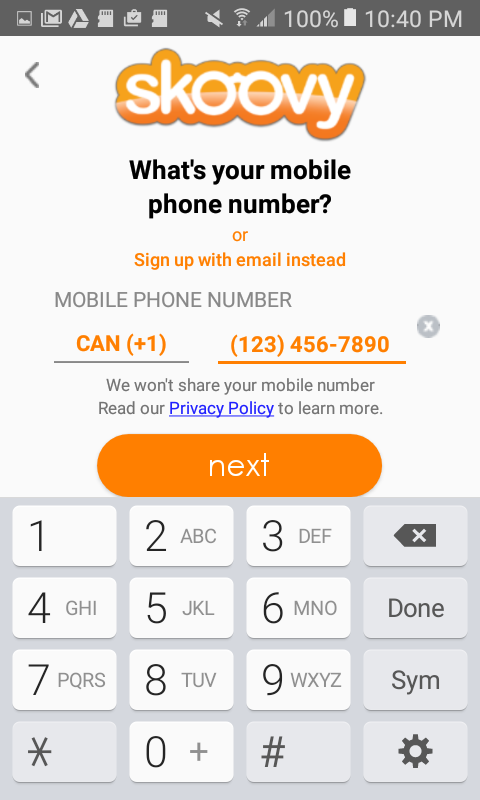 100% 10:40 PM
skoovy
What's your mobile
phone number?
or
Sign up with email instead
MOBILE PHONE NUMBER
CAN (+1) (123) 456-7890
We won't share your mobile number
Read our Privacy Policy to learn more.
next
1 2 ABC 3 DEF
4 GHI 5 JKL 6 MNO Done
7 PQRS 8 TUV 9 WXYZ Sym
* 0 + #